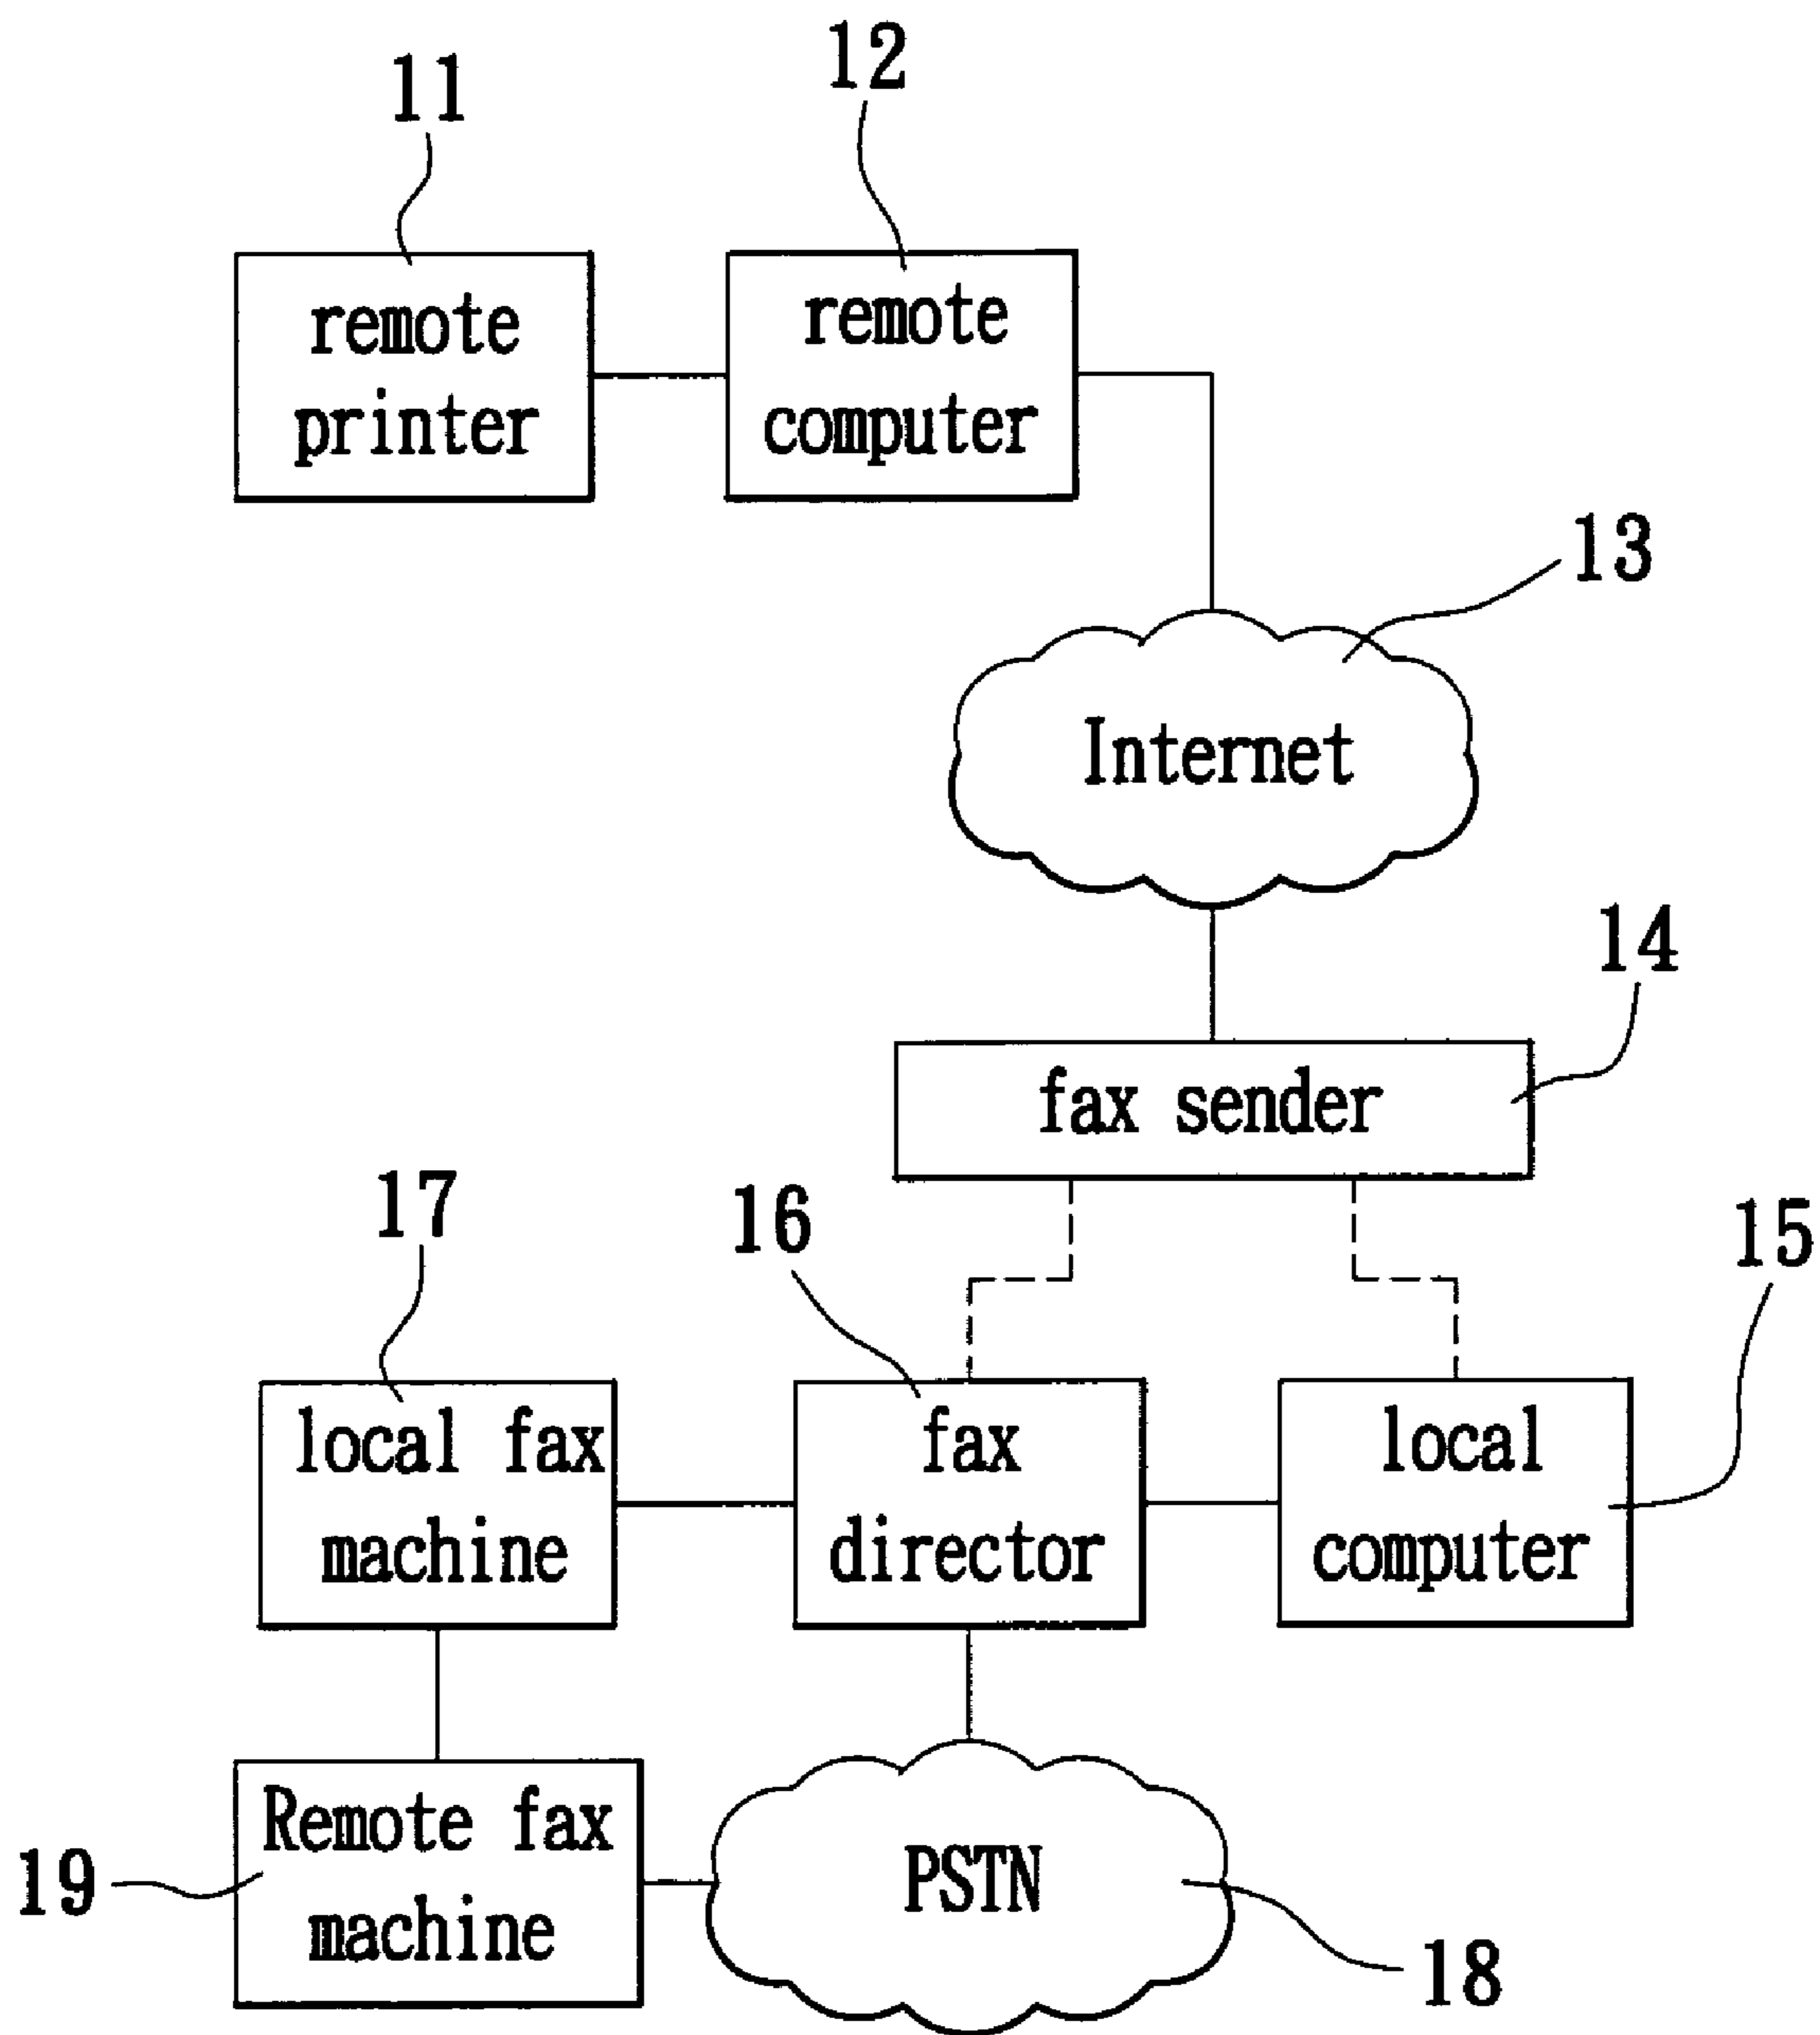 11
12
remote
printer
remote
computer
13
Internet
14
fax sender
17
16
15
local fax
machine
fax
director
local
computer
Remote fax
machine
PSTN
19
18